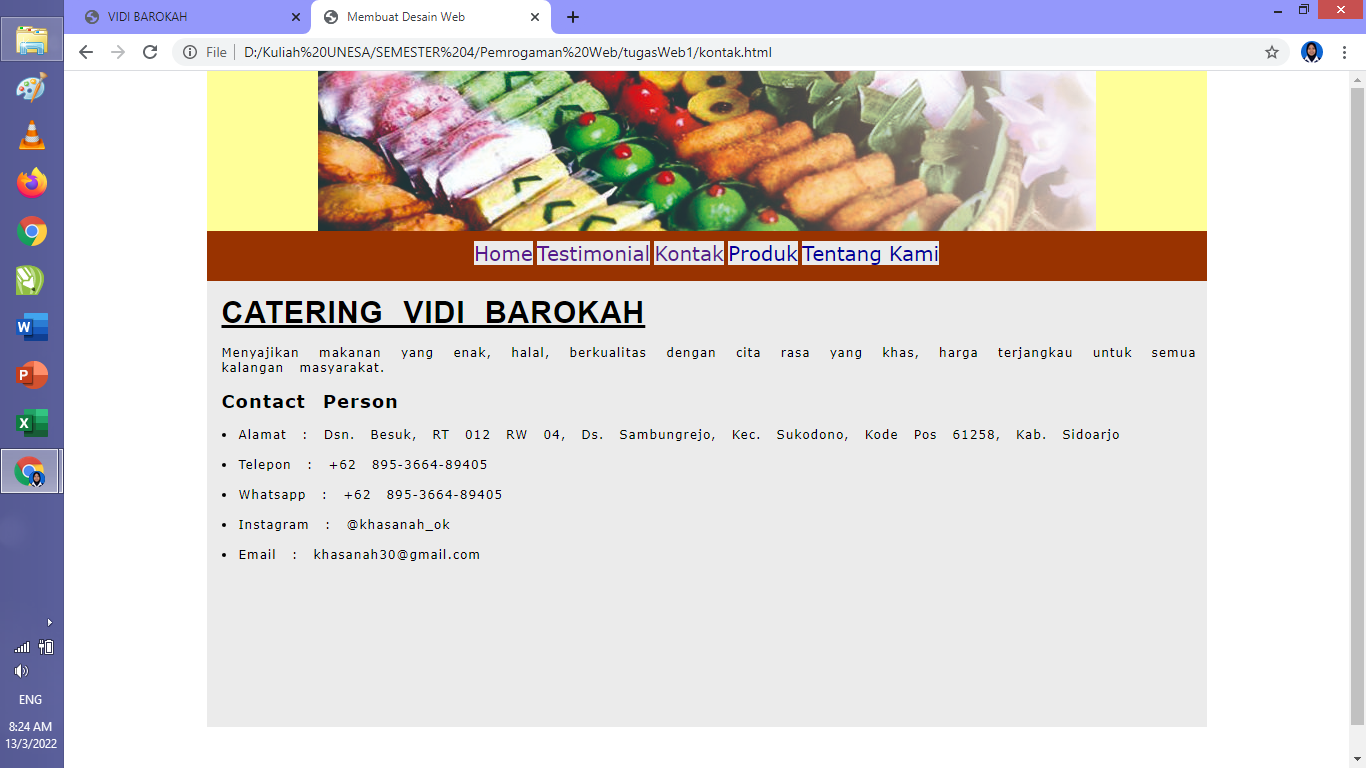 VIDI BAROKAH
Membuat Desain Web
File
D:/Kuliah%20UNESA/SEMESTER%204/Pemrogaman%20Web/tugasWeb1/kontak.html
Home Testimonial Kontak Produk Tentang Kami
CATERING VIDI BAROKAH
Menyajikan makanan yang enak, halal, berkualitas dengan cita rasa yang khas, harga terjangkau untuk semua
kalangan masyarakat.
Contact Person
• Alamat : Dsn. Besuk, RT 012 RW 04, Ds. Sambungrejo, Kec. Sukodono, Kode Pos 61258, Kab. Sidoarjo
• Telepon : +62 895-3664-89405
• Whatsapp : +62 895-3664-89405
• Instagram : @khasanah_ok
• Email : khasanah30@gmail.com
ENG
8:24 AM
13/3/2022